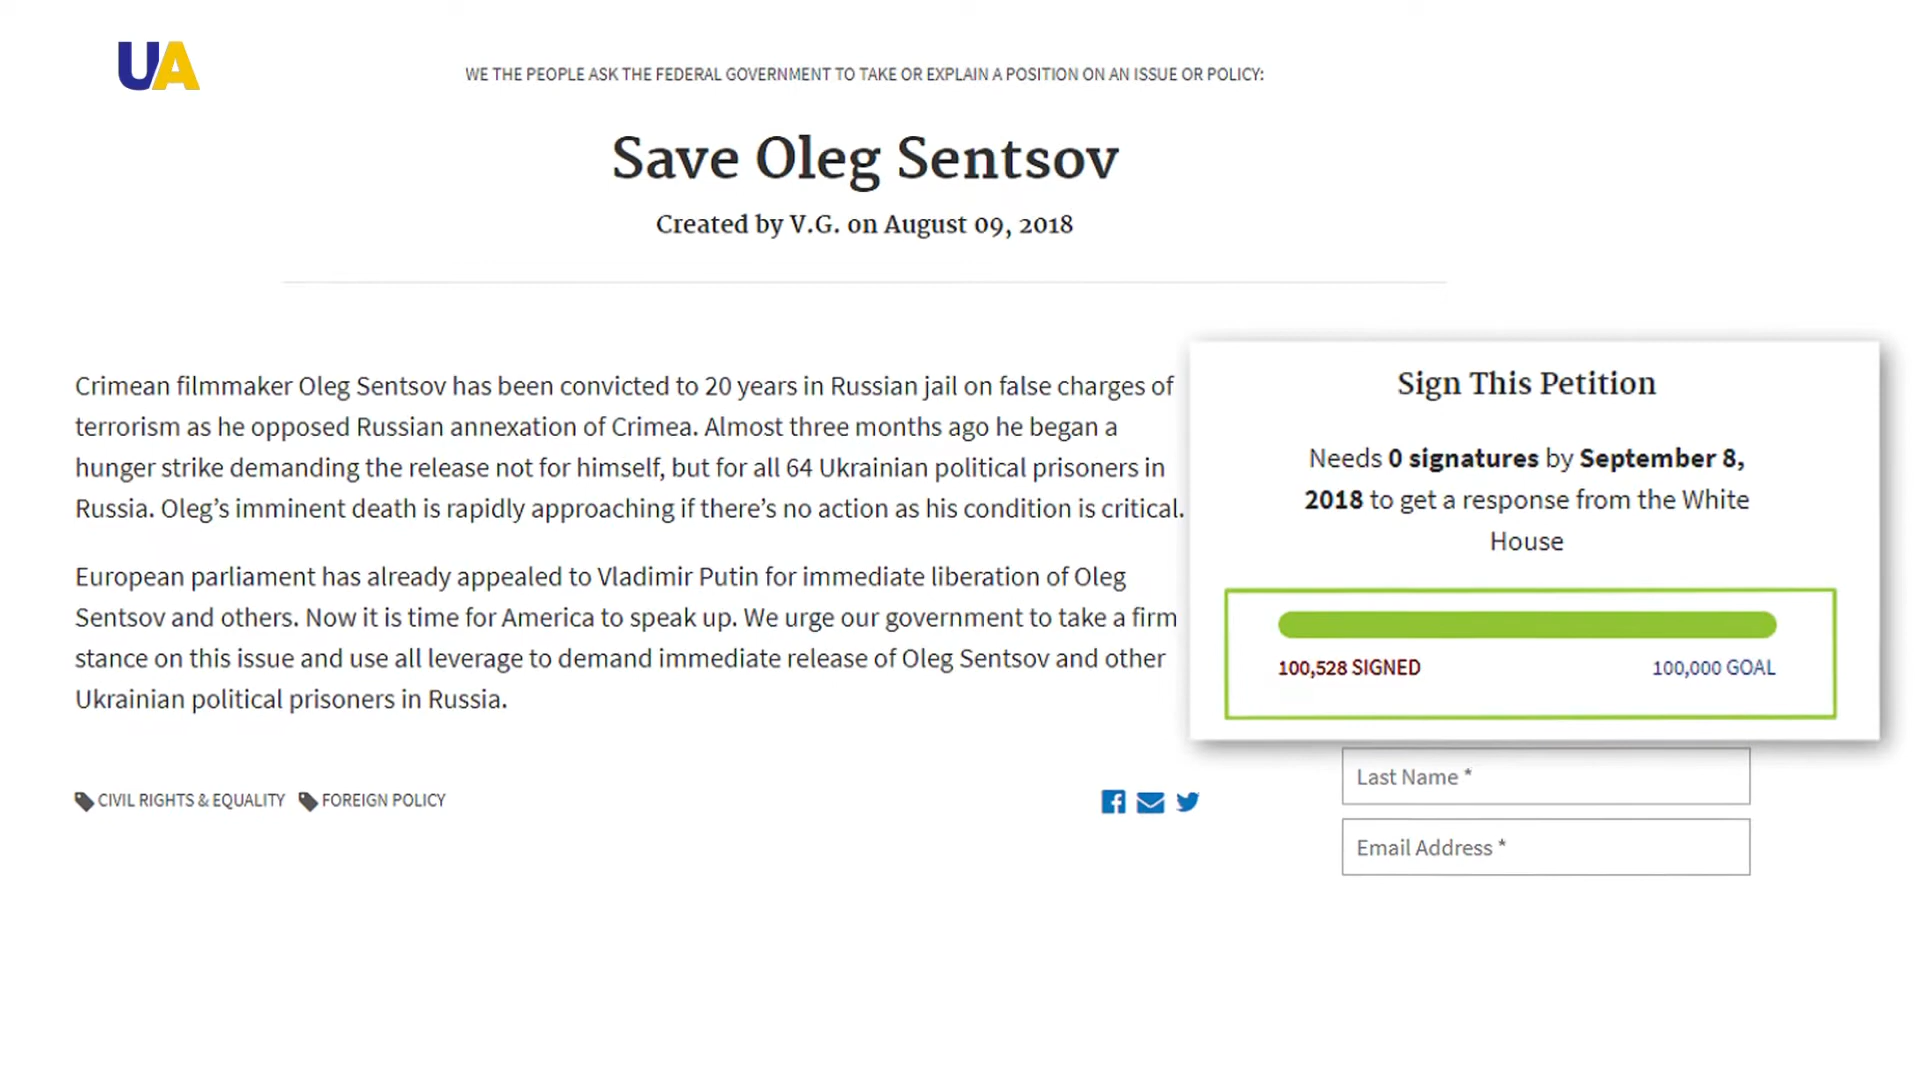 UA
WE THE PEOPLE ASK THE FEDERAL GOVERNMENT TO TAKE OR EXPLAIN A POSITION ON AN ISSUE OR POLICY:
Save Oleg Sentsov
Created by V.G. on August 09, 2018
Crimean filmmaker Oleg Sentsov has been convicted to 20 years in Russian jail on false charges of
terrorism as he opposed Russian annexation of Crimea. Almost three months ago he began a
hunger strike demanding the release not for himself, but for all 64 Ukrainian political prisoners in
Russia. Oleg’s imminent death is rapidly approaching if there’s no action as his condition is critical.
European parliament has already appealed to Vladimir Putin for immediate liberation of Oleg
Sentsov and others. Now it is time for America to speak up. We urge our government to take a firm
stance on this issue and use all leverage to demand immediate release of Oleg Sentsov and other
Ukrainian political prisoners in Russia.
CIVIL RIGHTS & EQUALITY FOREIGN POLICY
Sign This Petition
Needs 0 signatures by September 8,
2018 to get a response from the White
House
100,528 SIGNED 100,000 GOAL
Last Name *
Email Address *